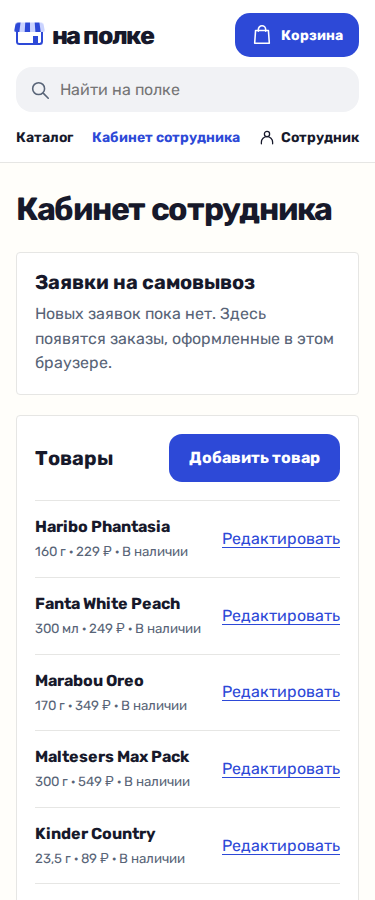 на полке
Корзина
Найти на полке
Каталог
Кабинет сотрудника
Сотрудник
Кабинет сотрудника
Заявки на самовывоз
Новых заявок пока нет. Здесь
появятся заказы, оформленные в этом
браузере.
Товары
Добавить товар
Haribo Phantasia
160 г • 229 ₽ • В наличии
Редактировать
Fanta White Peach
300 мл • 249 ₽ • В наличии
Редактировать
Marabou Oreo
170 г • 349 ₽ • В наличии
Редактировать
Maltesers Max Pack
300 г • 549 ₽ • В наличии
Редактировать
Kinder Country
23,5 г • 89 ₽ • В наличии
Редактировать